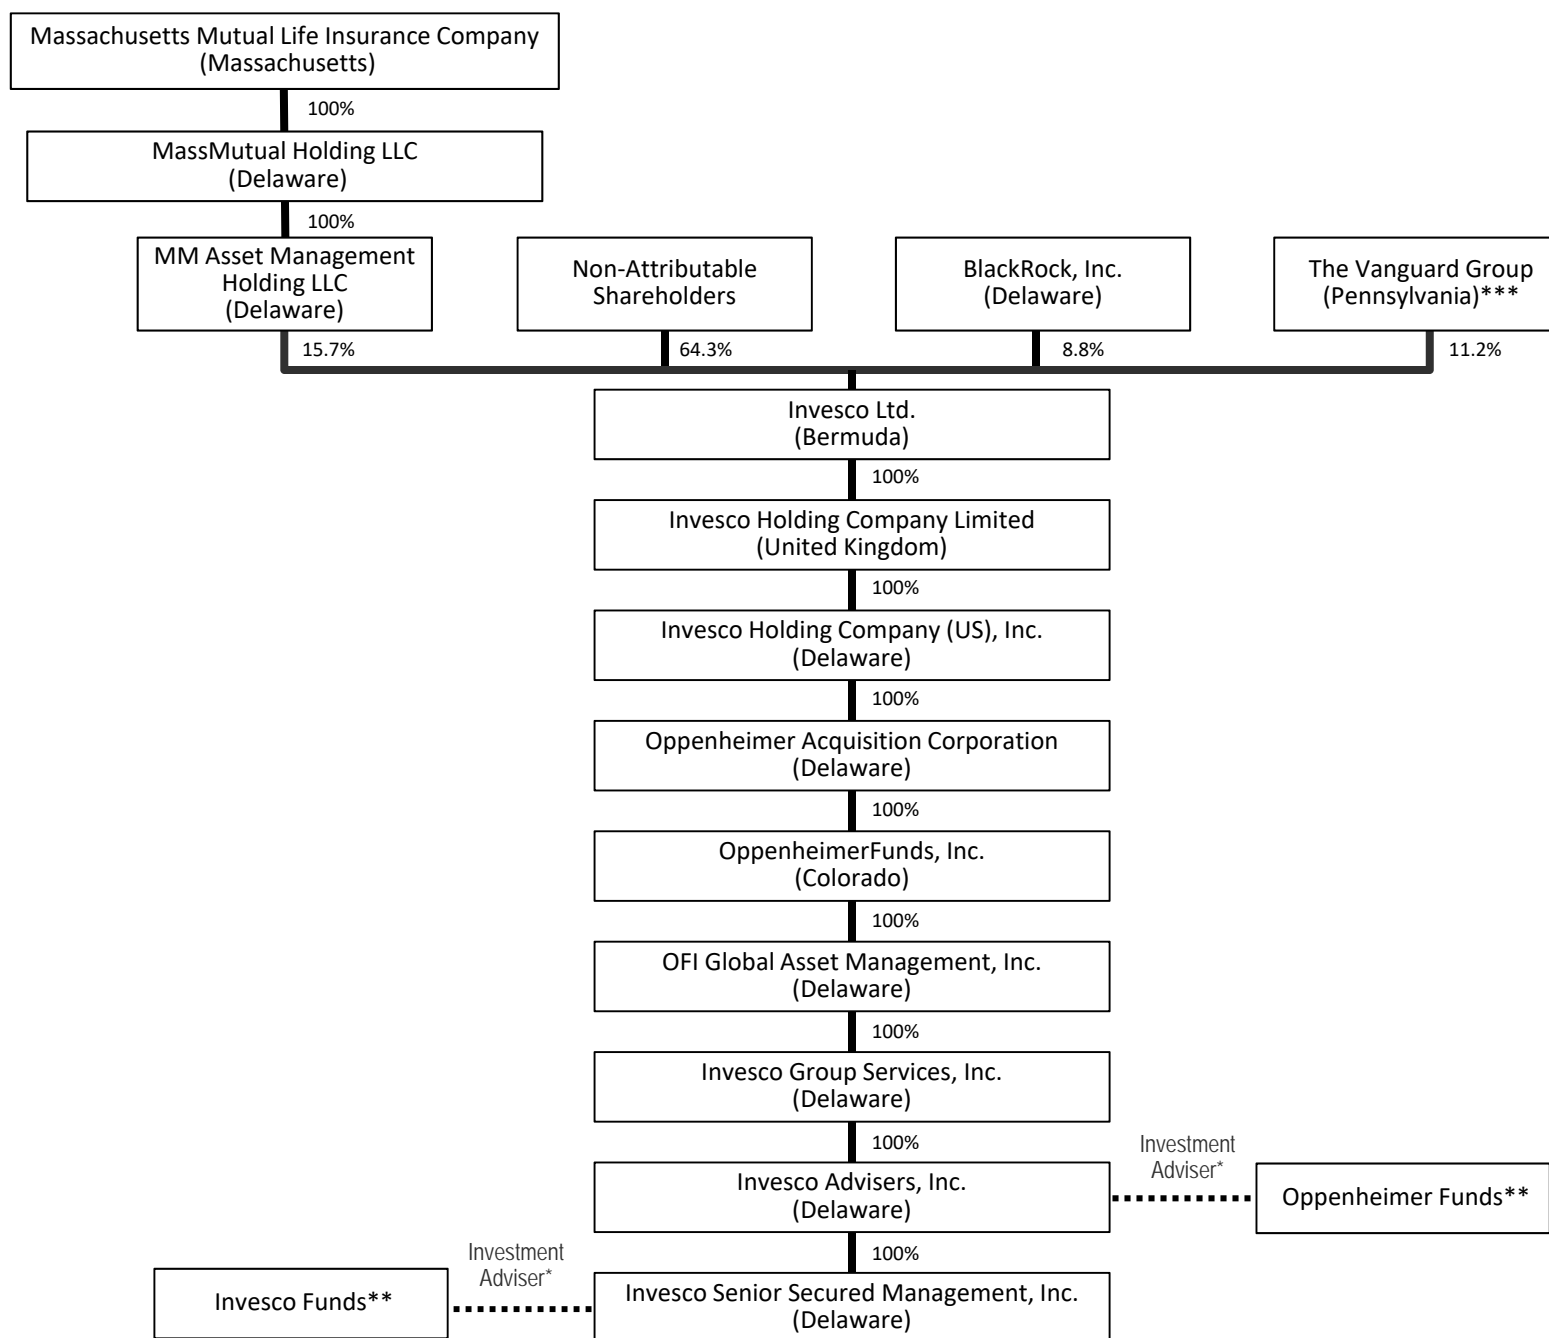 Massachusetts Mutual Life Insurance Company
(Massachusetts)
100%
MassMutual Holding LLC
(Delaware)
100%
MM Asset Management
Holding LLC
(Delaware)
Non-Attributable
Shareholders
BlackRock, Inc.
(Delaware)
The Vanguard Group
(Pennsylvania)***
15.7%
64.3%
8.8%
11.2%
Invesco Ltd.
(Bermuda)
100%
Invesco Holding Company Limited
(United Kingdom)
100%
Invesco Holding Company (US), Inc.
(Delaware)
100%
Oppenheimer Acquisition Corporation
(Delaware)
100%
OppenheimerFunds, Inc.
(Colorado)
100%
OFI Global Asset Management, Inc.
(Delaware)
100%
Invesco Group Services, Inc.
(Delaware)
100%
Invesco Advisers, Inc.
(Delaware)
Investment
Adviser*
Oppenheimer Funds**
100%
Invesco Funds**
Investment
Adviser*
Invesco Senior Secured Management, Inc.
(Delaware)